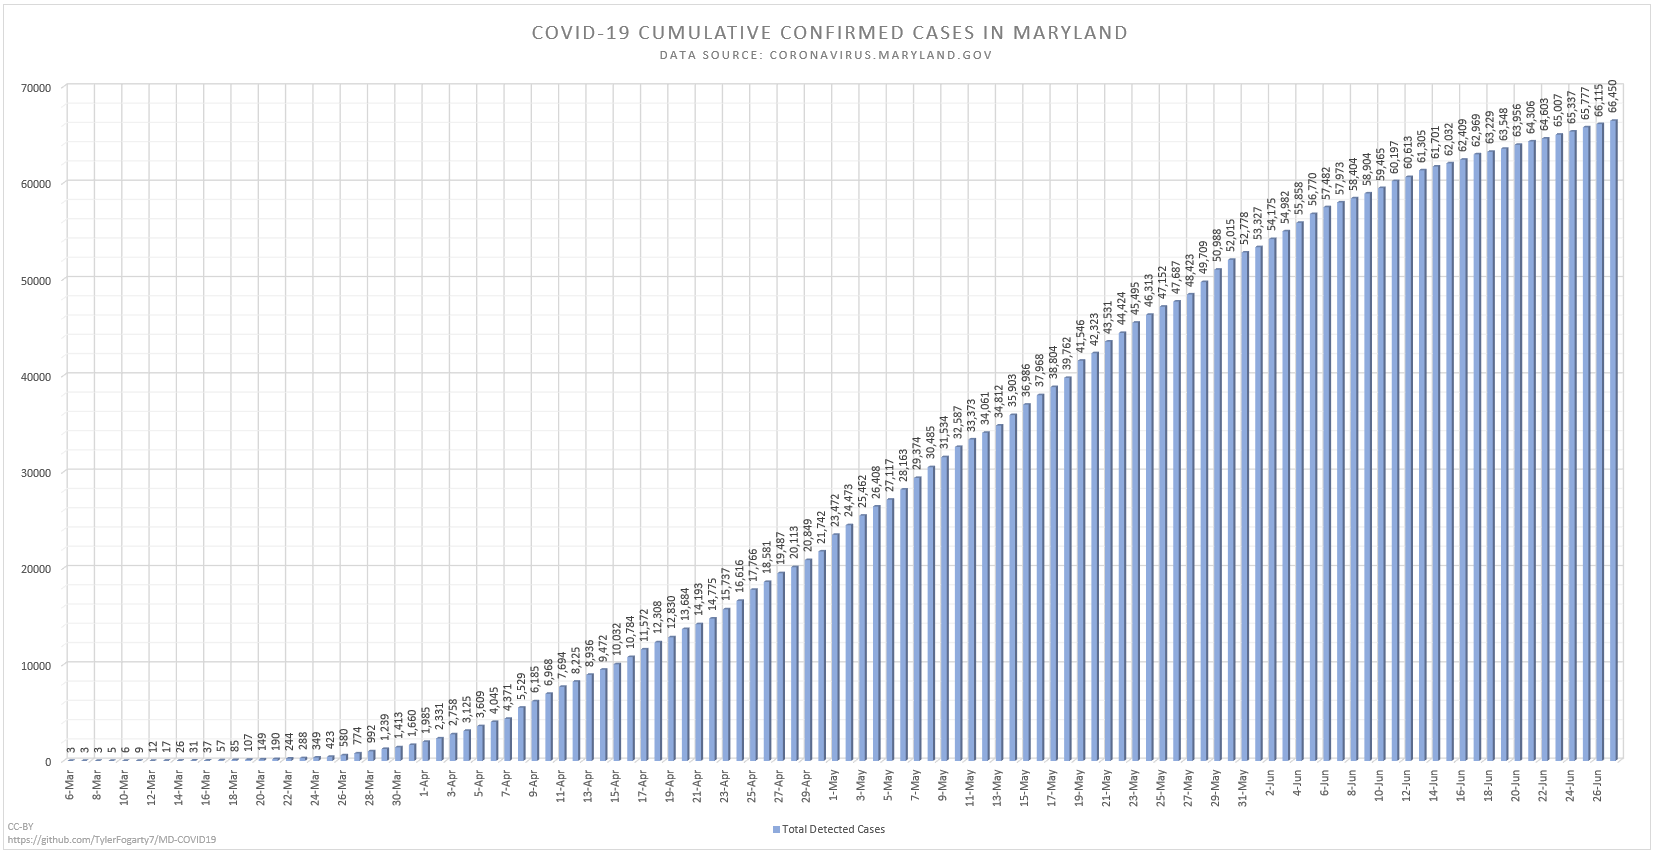 COVID-19 CUMULATIVE CONFIRMED CASES IN MARYLAND
DATA SOURCE: CORONAVIRUS.MARYLAND.GOV
70000
60000
50000
40000
30000
20000
10000
0
3 3 3 5 6 9 12 17 26 31 37 57 85 107 149 190 244 288 349 423 580 774 992 1,239 1,413 1,660 1,985 2,331 2,758 3,125 3,609 4,045 4,371 5,529 6,185 6,968 7,694 8,225 8,936 9,472 10,032 10,784 11,572 12,308 12,830 13,684 14,193 14,775 15,737 16,616 17,766 18,581 19,487 20,113 20,849 21,742 23,472 24,473 25,462 26,408 27,117 28,163 29,374 30,485 31,534 32,587 33,373 34,061 34,812 35,903 36,986 37,968 38,804 39,762 41,546 42,323 43,531 44,424 45,495 46,313 47,152 47,687 48,423 49,709 50,988 52,015 52,778 53,327 54,175 54,982 55,858 56,770 57,482 57,973 58,404 58,904 59,465 60,197 60,613 61,305 61,701 62,032 62,409 62,969 63,229 63,548 63,956 64,306 64,603 65,007 65,337 65,777 66,115 66,450
6-Mar 8-Mar 10-Mar 12-Mar 14-Mar 16-Mar 18-Mar 20-Mar 22-Mar 24-Mar 26-Mar 28-Mar 30-Mar 1-Apr 3-Apr 5-Apr 7-Apr 9-Apr 11-Apr 13-Apr 15-Apr 17-Apr 19-Apr 21-Apr 23-Apr 25-Apr 27-Apr 29-Apr 1-May 3-May 5-May 7-May 9-May 11-May 13-May 15-May 17-May 19-May 21-May 23-May 25-May 27-May 29-May 31-May 2-Jun 4-Jun 6-Jun 8-Jun 10-Jun 12-Jun 14-Jun 16-Jun 18-Jun 20-Jun 22-Jun 24-Jun 26-Jun
Total Detected Cases
CC-BY
https://github.com/TylerFogarty7/MD-COVID19